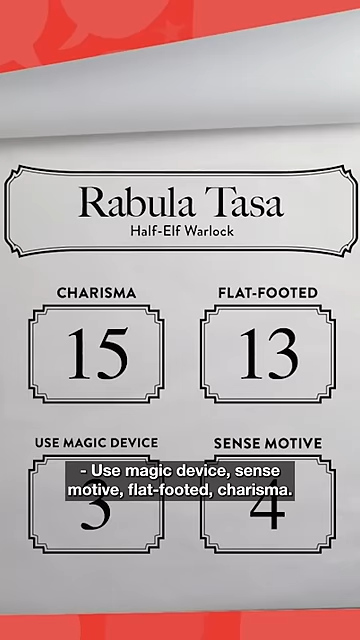 Rabula Tasa
Half-Elf Warlock
CHARISMA
FLAT-FOOTED
15
13
USE MAGIC DEVICE
SENSE MOTIVE
3
4
- Use magic device, sense
motive, flat-footed, charisma.